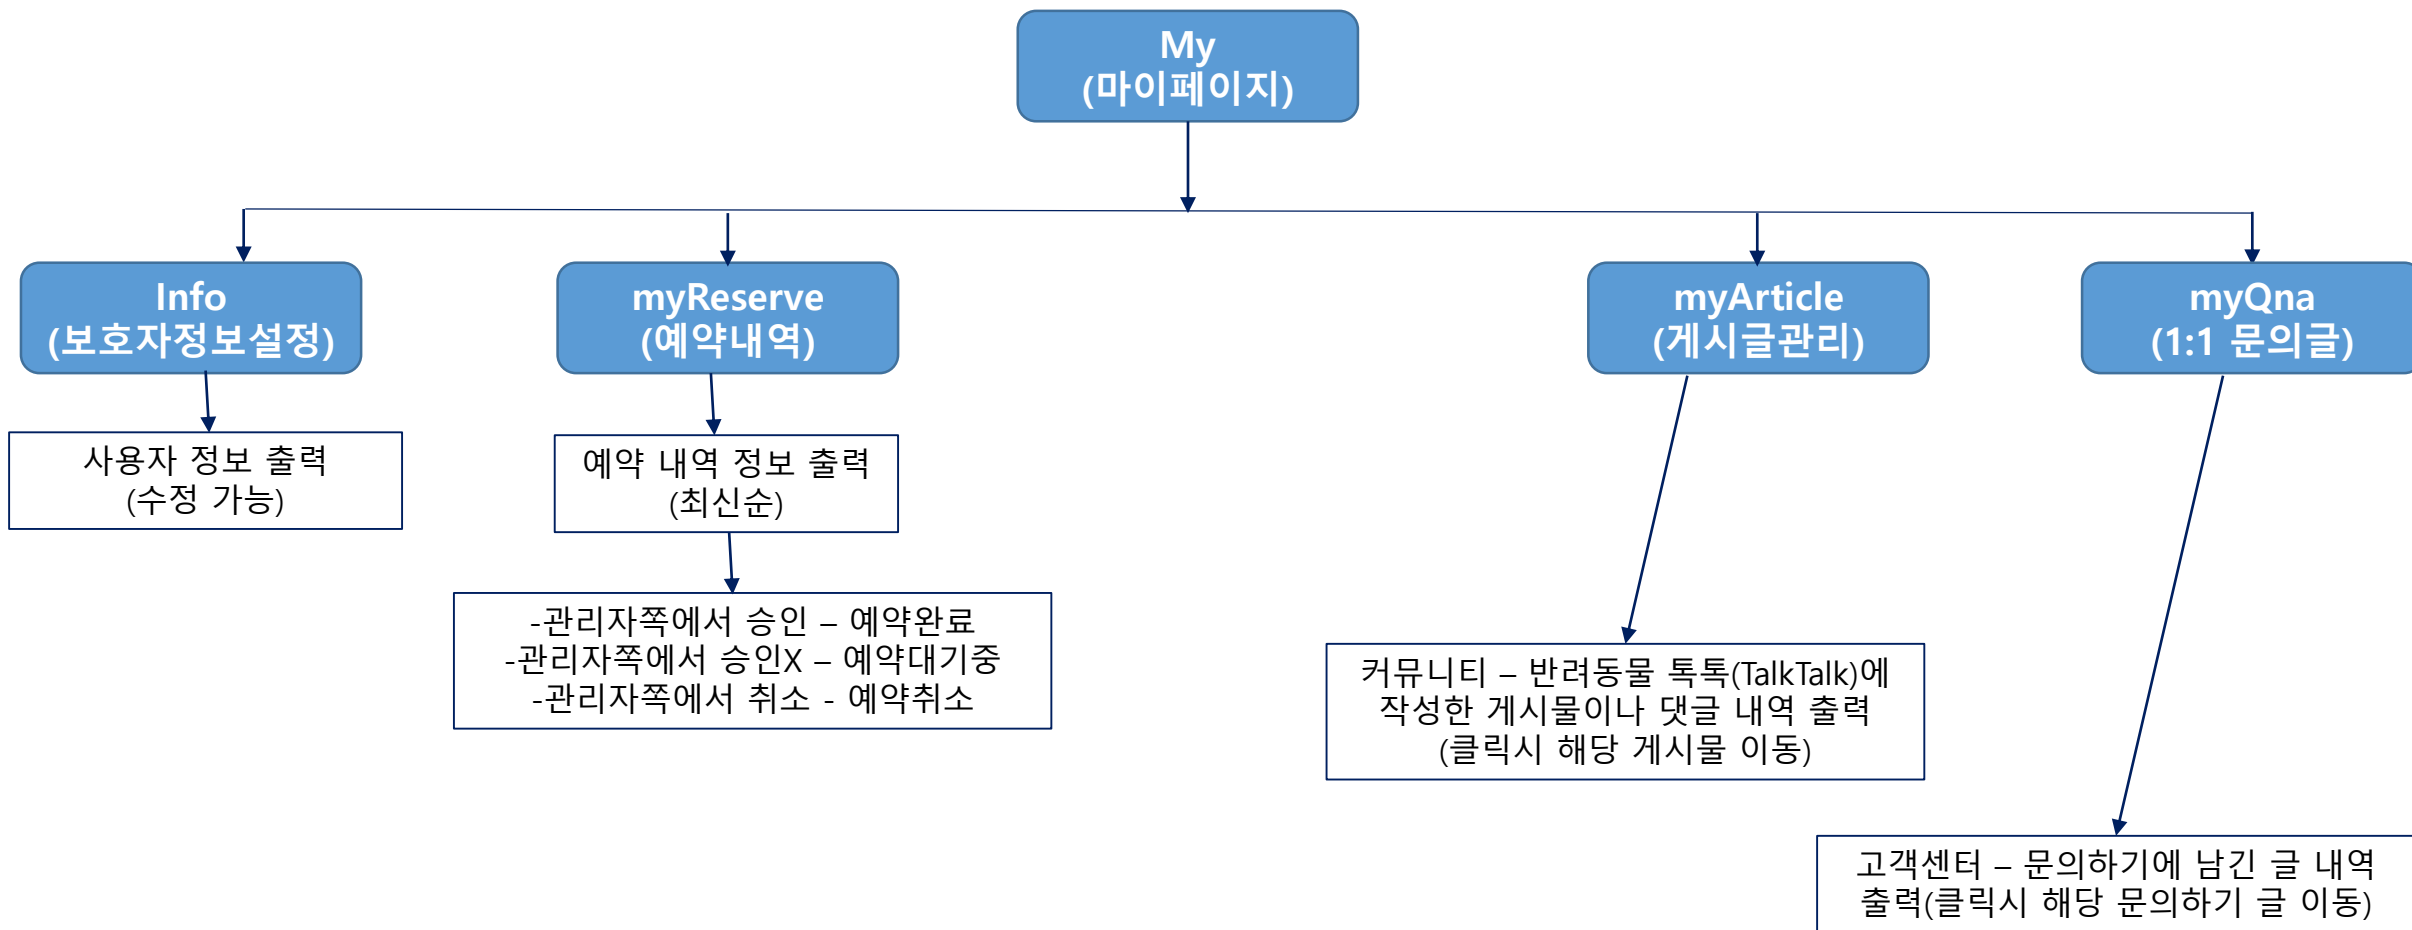 My
(마이페이지)
Info
(보호자정보설정)
myReserve
(예약내역)
myArticle
(게시글관리)
myQna
(1:1 문의글)
사용자 정보 출력
(수정 가능)
예약 내역 정보 출력
(최신순)
-관리자쪽에서 승인 – 예약완료
-관리자쪽에서 승인X – 예약대기중
-관리자쪽에서 취소 - 예약취소
커뮤니티 – 반려동물 톡톡(TalkTalk)에
작성한 게시물이나 댓글 내역 출력
(클릭시 해당 게시물 이동)
고객센터 – 문의하기에 남긴 글 내역
출력(클릭시 해당 문의하기 글 이동)